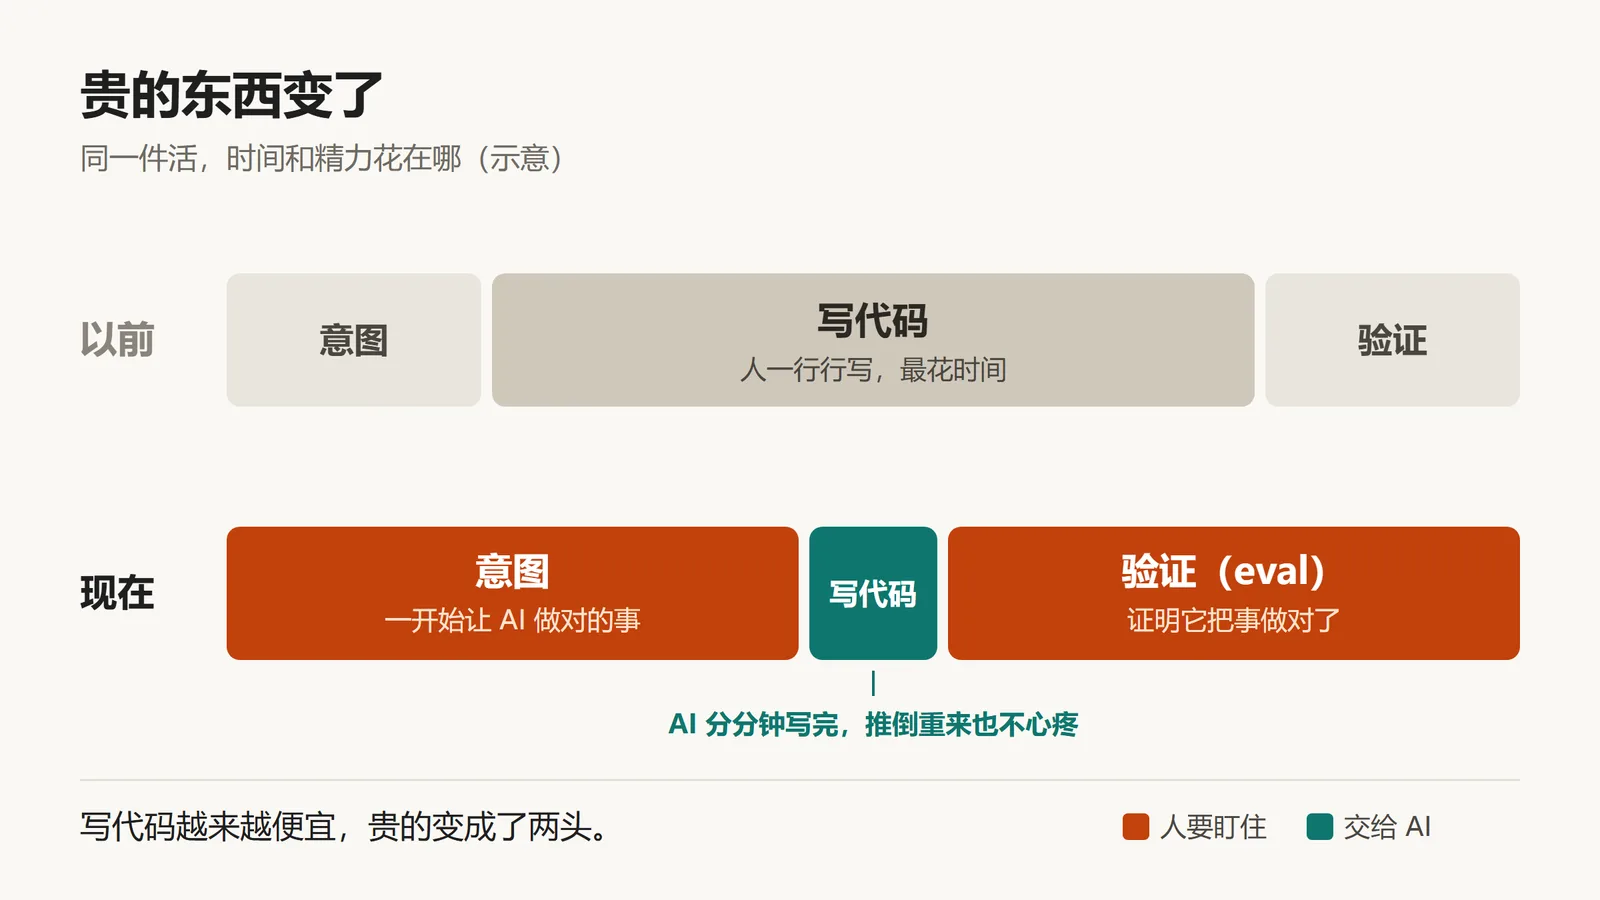 贵的东西变了
同一件活，时间和精力花在哪（示意）
以前
意图
写代码
人一行行写，最花时间
验证
现在
意图
一开始让 AI 做对的事
写代码
验证（eval）
证明它把事做对了
AI 分分钟写完，推倒重来也不心疼
写代码越来越便宜，贵的变成了两头。
人要盯住
交给 AI